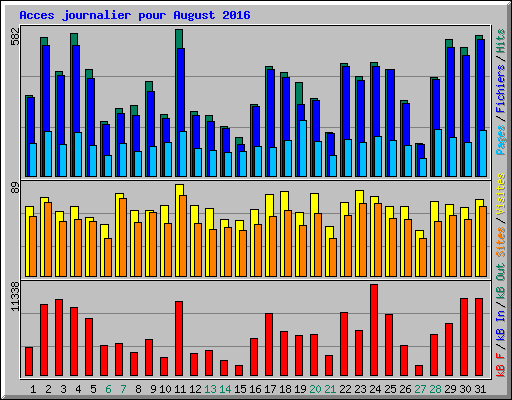 Acces journalier pour August 2016
582
Pages / Fichiers / Hits
89
Sites / Visites
11338
kB F / kB In / kB Out
1 2 3 4 5 6 7 8 9 10 11 12 13 14 15 16 17 18 19 20 21 22 23 24 25 26 27 28 29 30 31